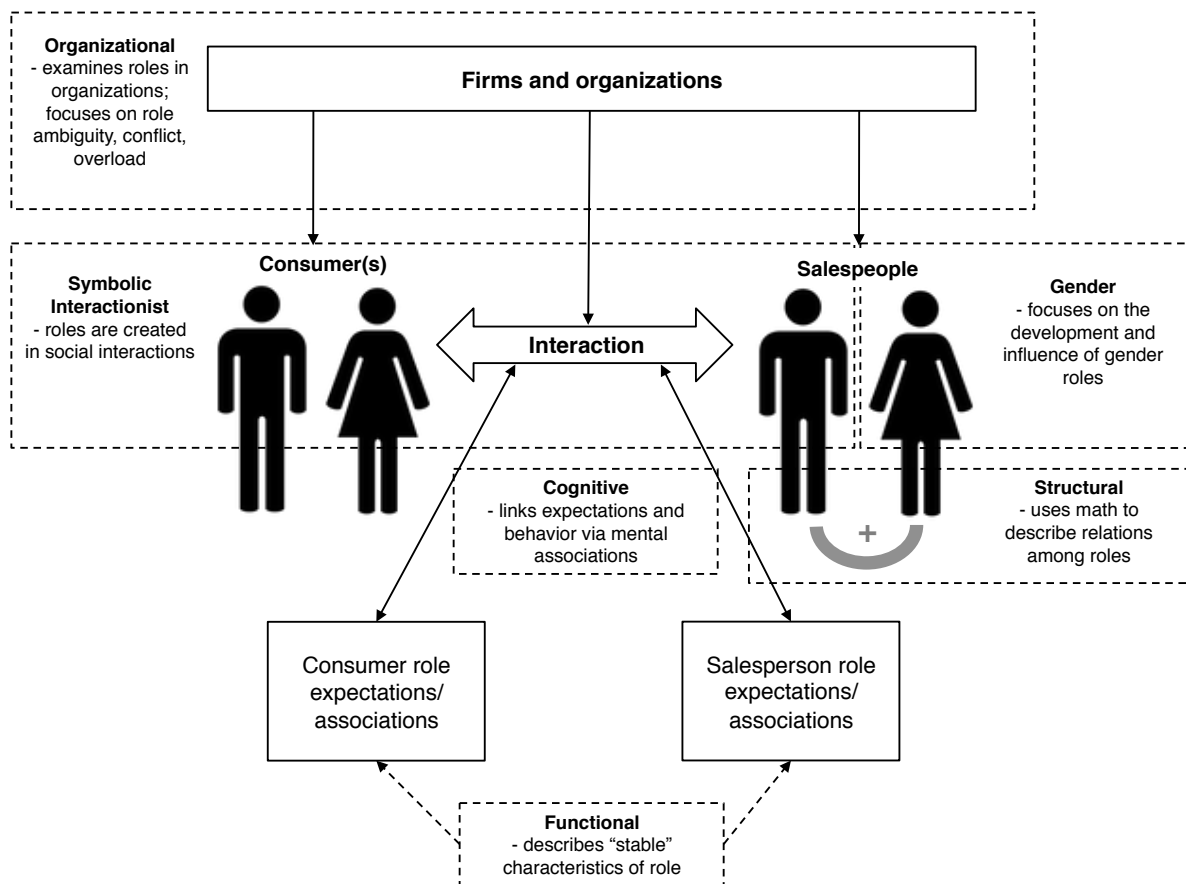 Organizational
- examines roles in
organizations;
focuses on role
ambiguity, conflict,
overload
Firms and organizations
Consumer(s)
Salespeople
Symbolic
Interactionist
- roles are created
in social interactions
Interaction
Gender
- focuses on the
development and
influence of gender
roles
Cognitive
- links expectations and
behavior via mental
associations
Structural
- uses math to
describe relations
among roles
+
Consumer role
expectations/
associations
Salesperson role
expectations/
associations
Functional
- describes “stable”
characteristics of role